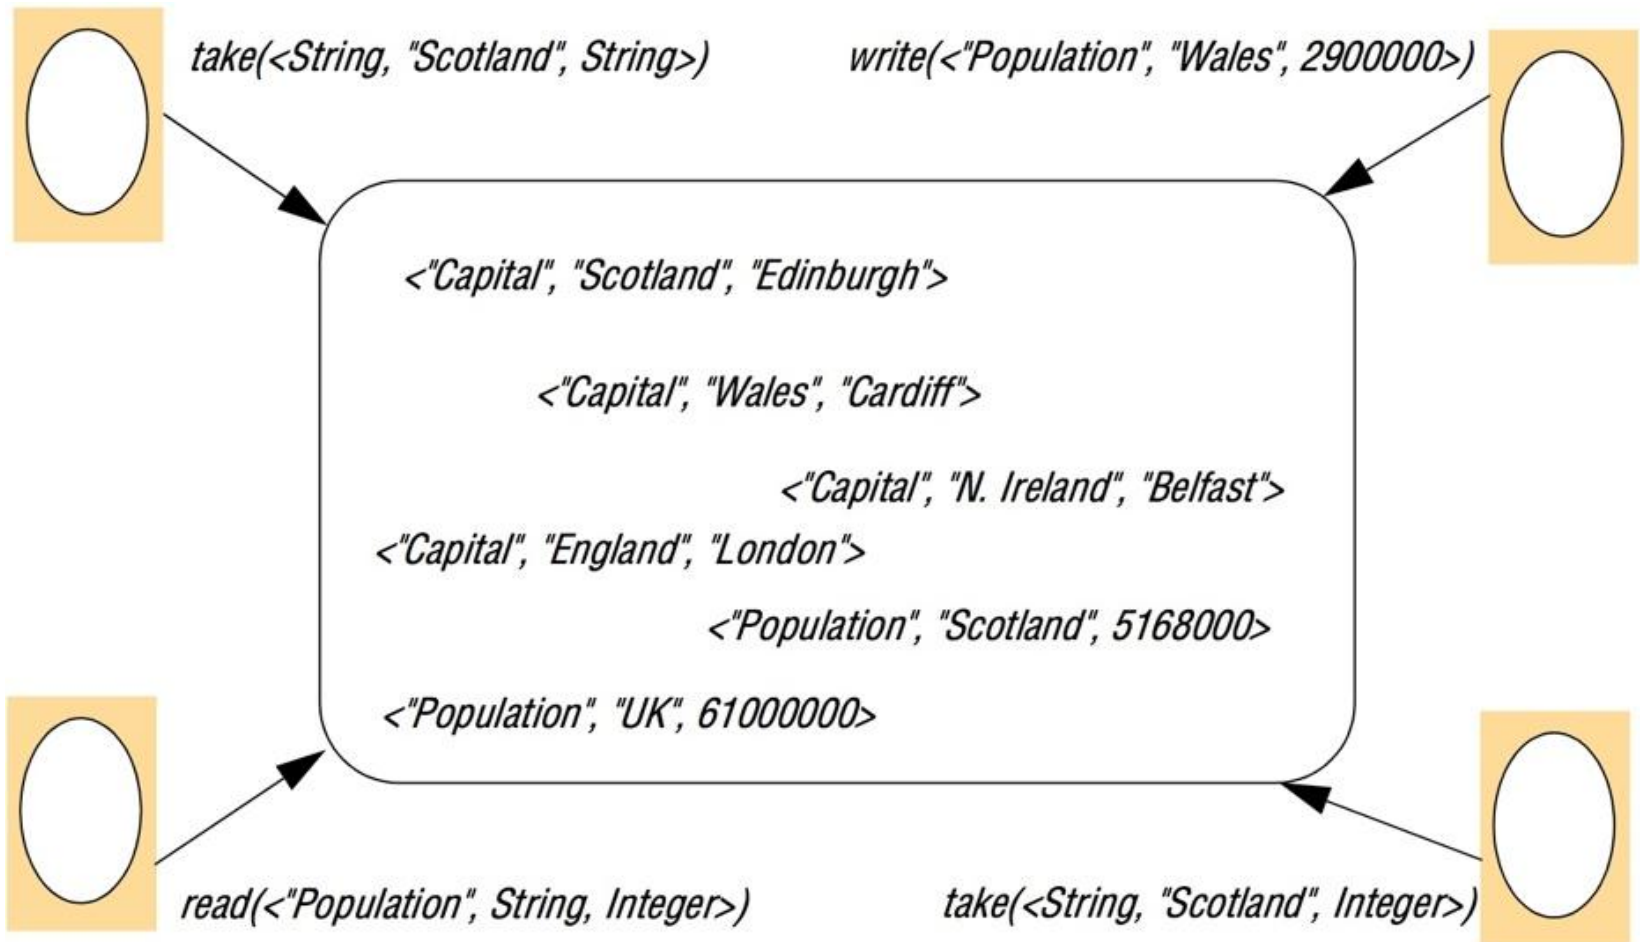 take(<String, "Scotland", String>)
write(<"Population", "Wales", 2900000>)
<"Capital", "Scotland", "Edinburgh">
<"Capital", "Wales", "Cardiff">
<"Capital", "N. Ireland", "Belfast">
<"Capital", "England", "London">
<"Population", "Scotland", 5168000>
<"Population", "UK", 61000000>
read(<"Population", String, Integer>)
take(<String, "Scotland", Integer>)